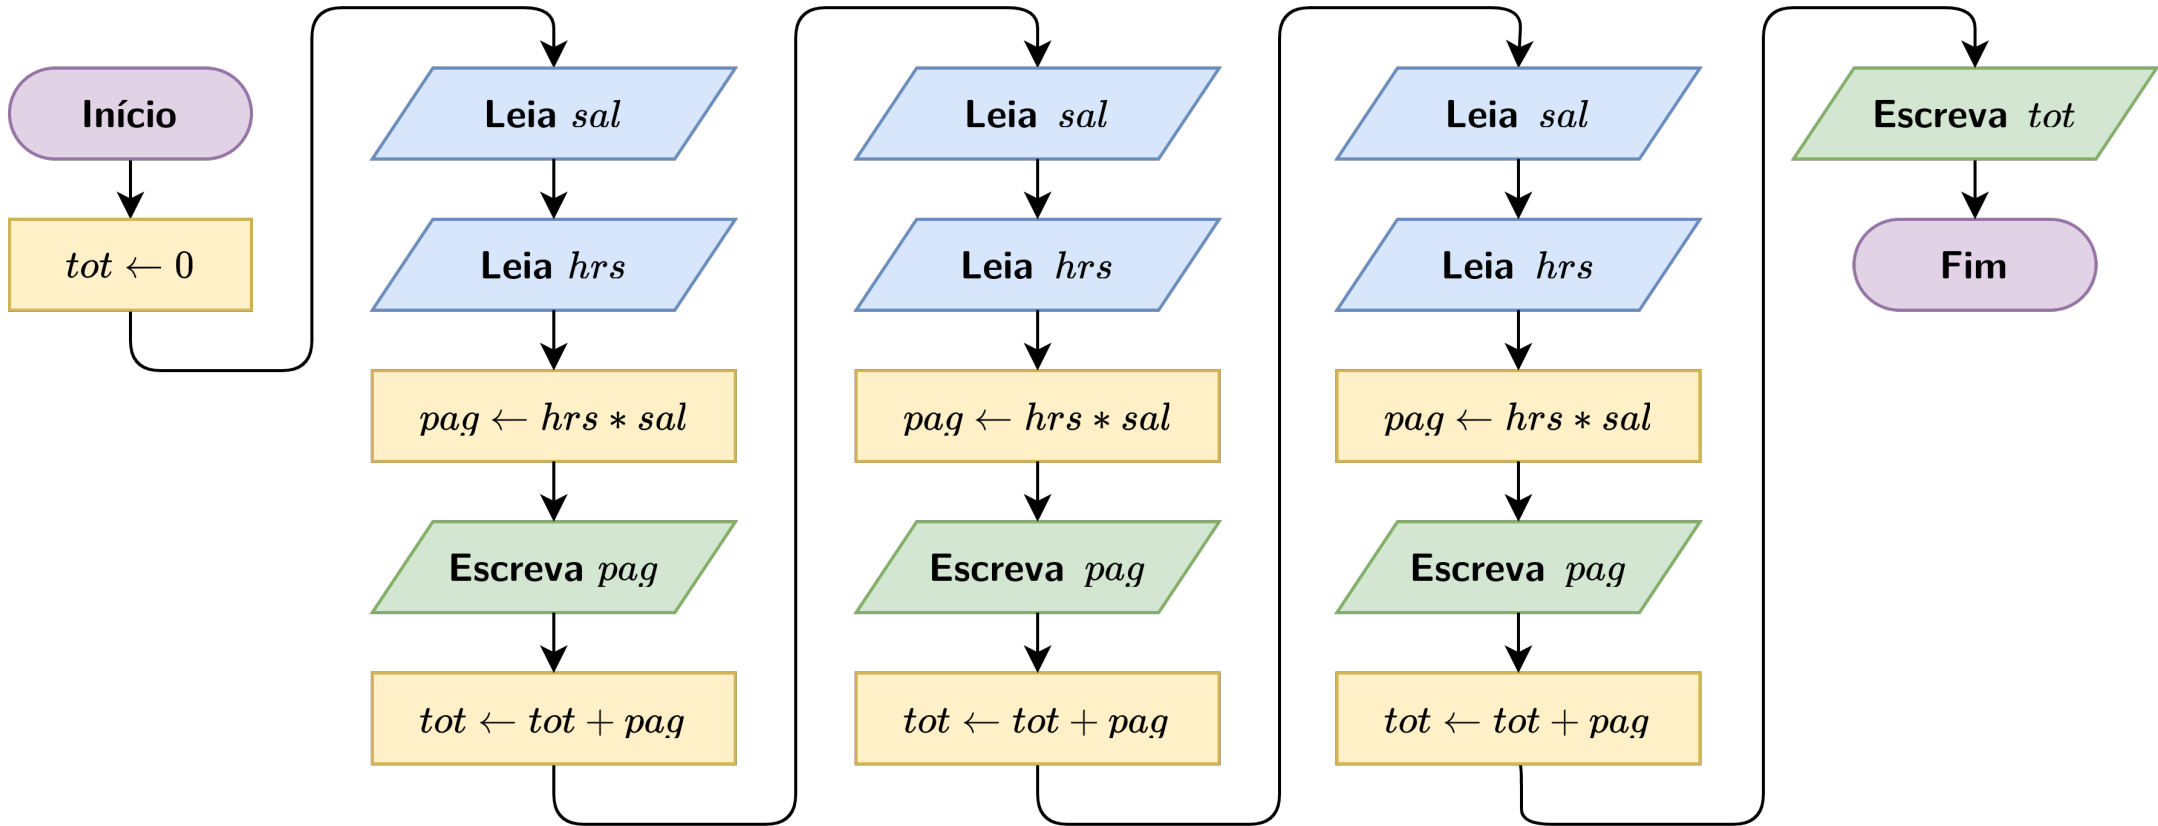 Início
tot ← 0
Leia sal
Leia hrs
pag ← hrs * sal
Escreva pag
tot ← tot + pag
Leia sal
Leia hrs
pag ← hrs * sal
Escreva pag
tot ← tot + pag
Leia sal
Leia hrs
pag ← hrs * sal
Escreva pag
tot ← tot + pag
Escreva tot
Fim